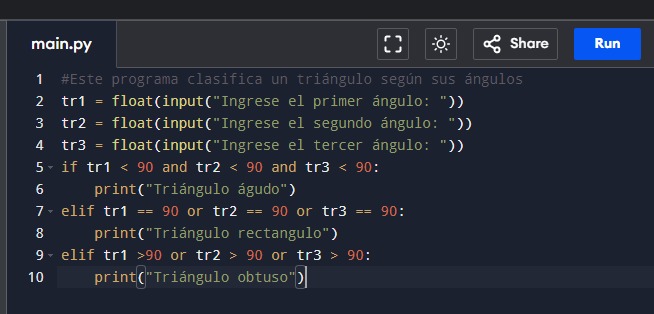 main.py
Share
Run
1 #Este programa clasifica un triángulo según sus ángulos
2 tr1 = float(input("Ingrese el primer ángulo: "))
3 tr2 = float(input("Ingrese el segundo ángulo: "))
4 tr3 = float(input("Ingrese el tercer ángulo: "))
5 if tr1 < 90 and tr2 < 90 and tr3 < 90:
6     print("Triángulo águdo")
7 elif tr1 == 90 or tr2 == 90 or tr3 == 90:
8     print("Triángulo rectangulo")
9 elif tr1 >90 or tr2 > 90 or tr3 > 90:
10     print("Triángulo obtuso")